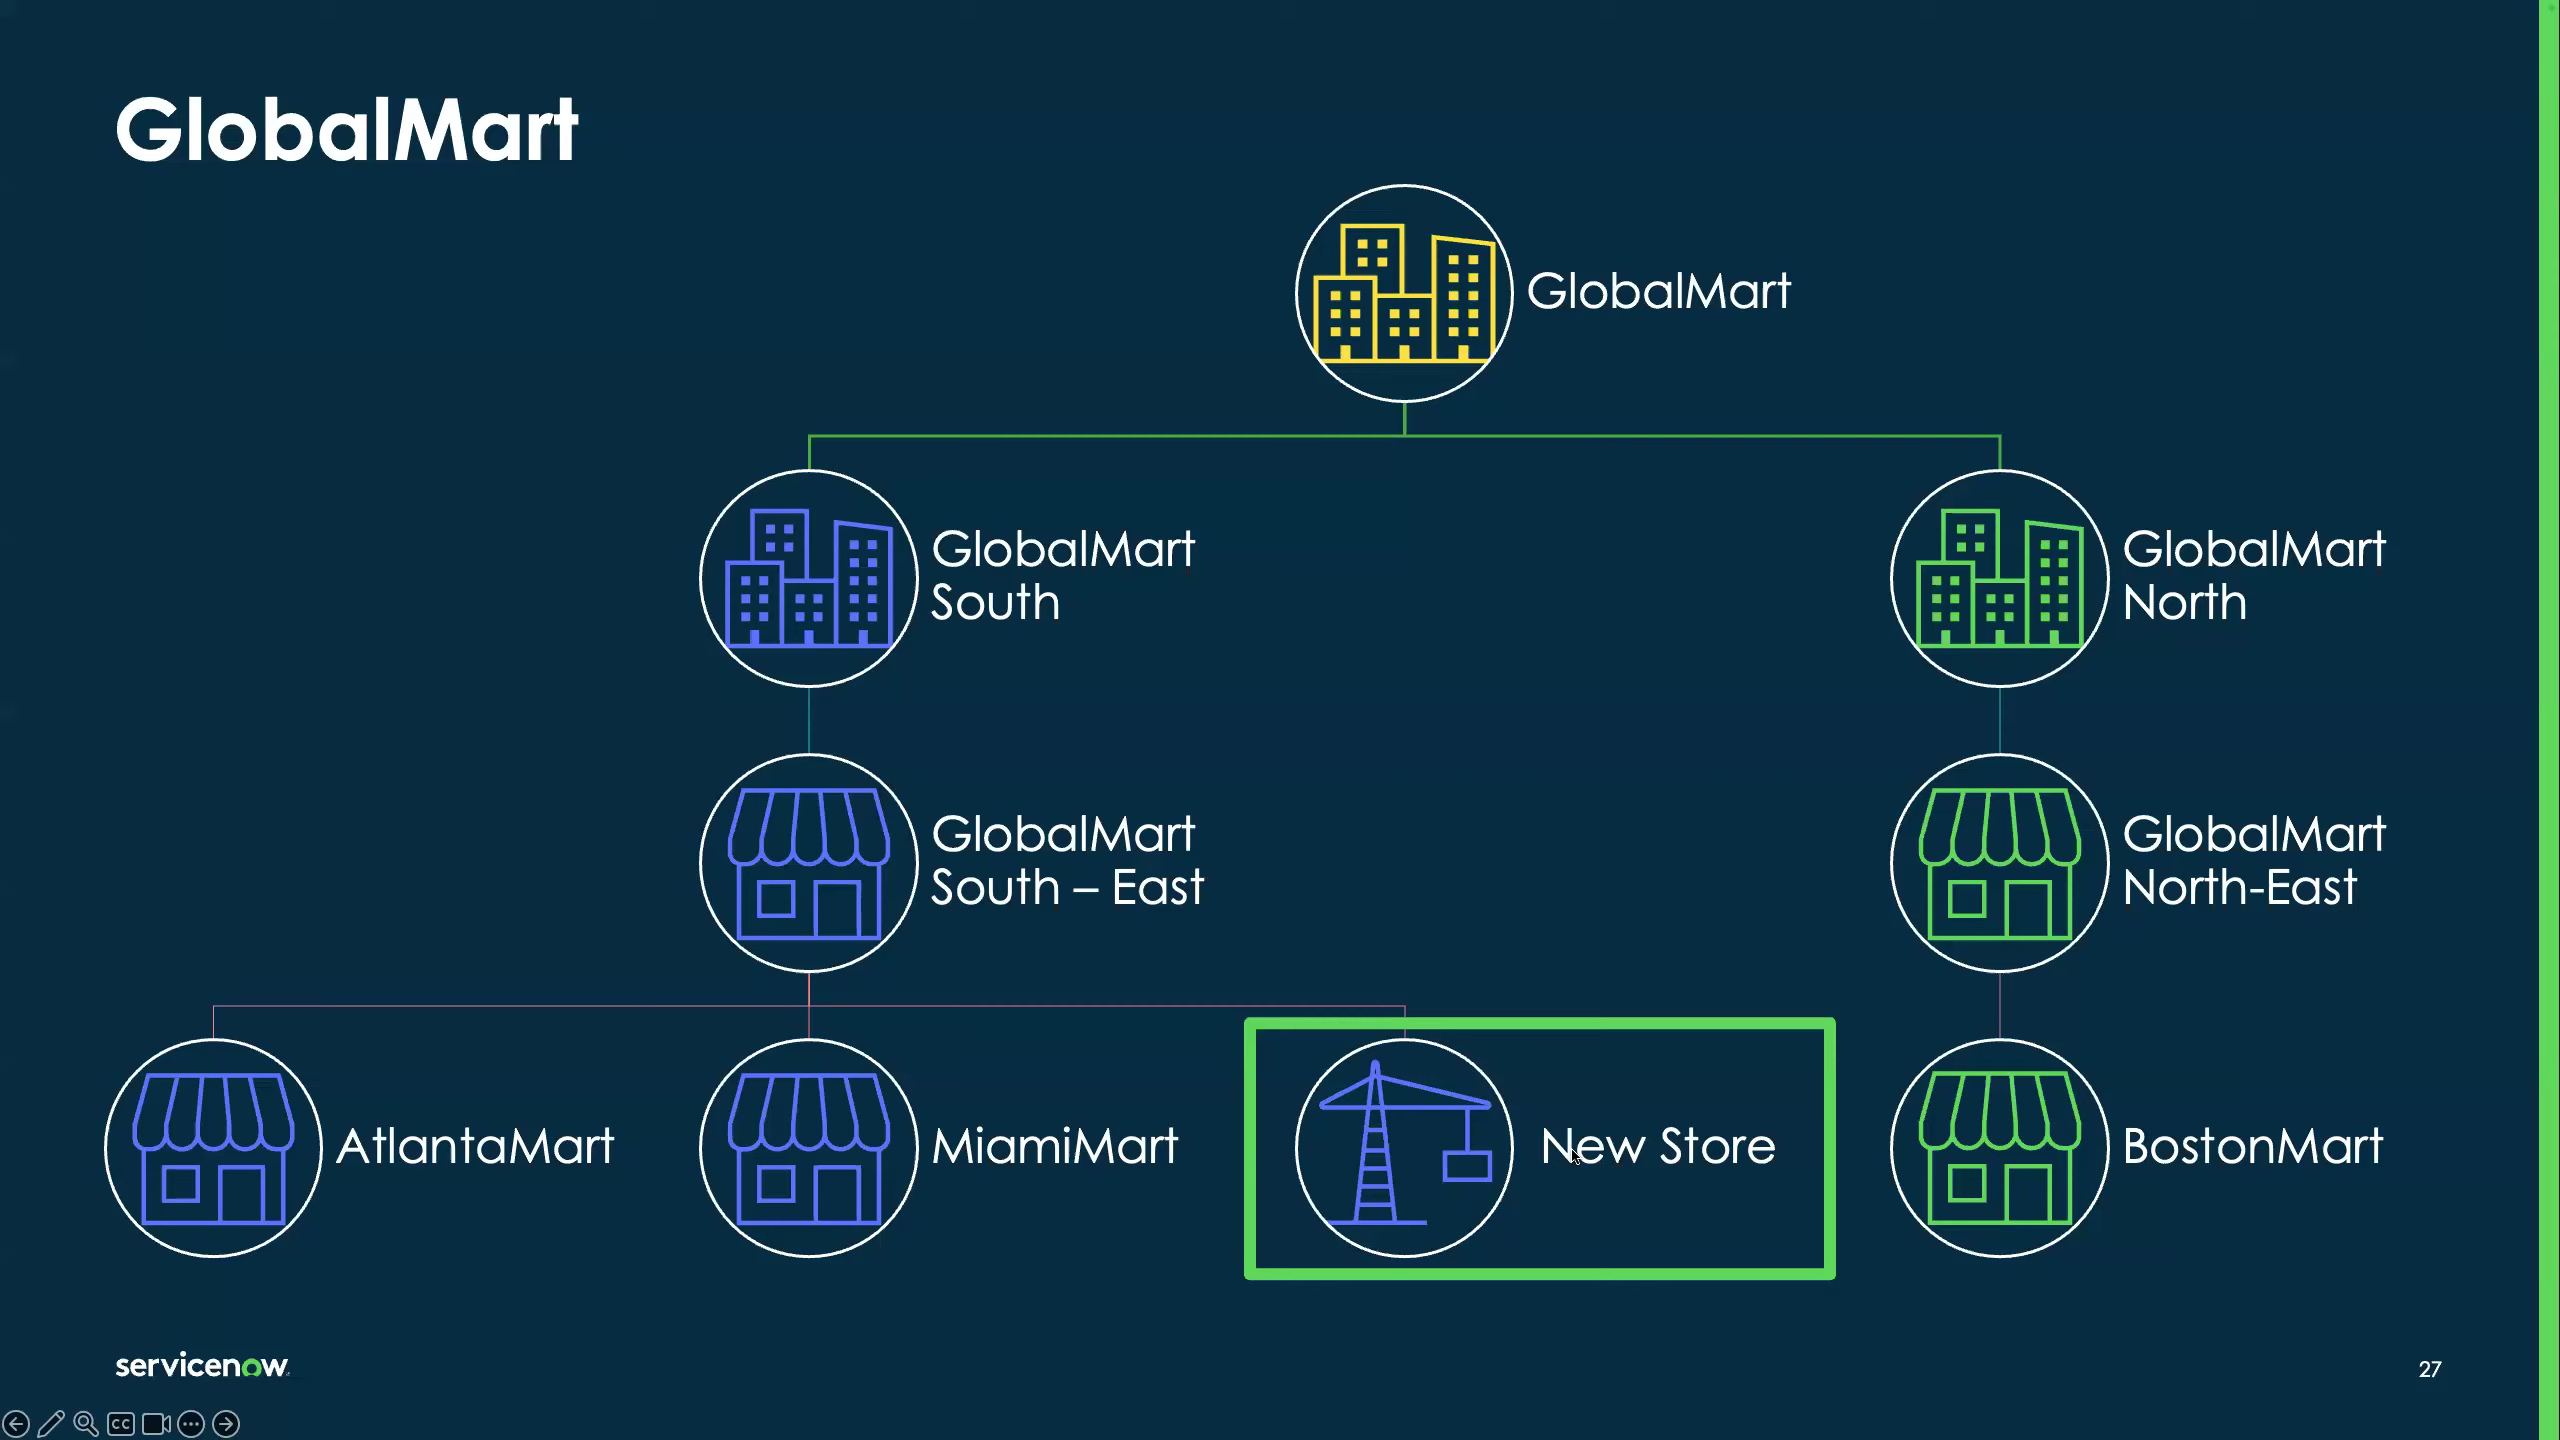 GlobalMart
GlobalMart
GlobalMart
South
GlobalMart
North
GlobalMart
South – East
GlobalMart
North-East
AtlantaMart
MiamiMart
New Store
BostonMart
servicenow
27
CC